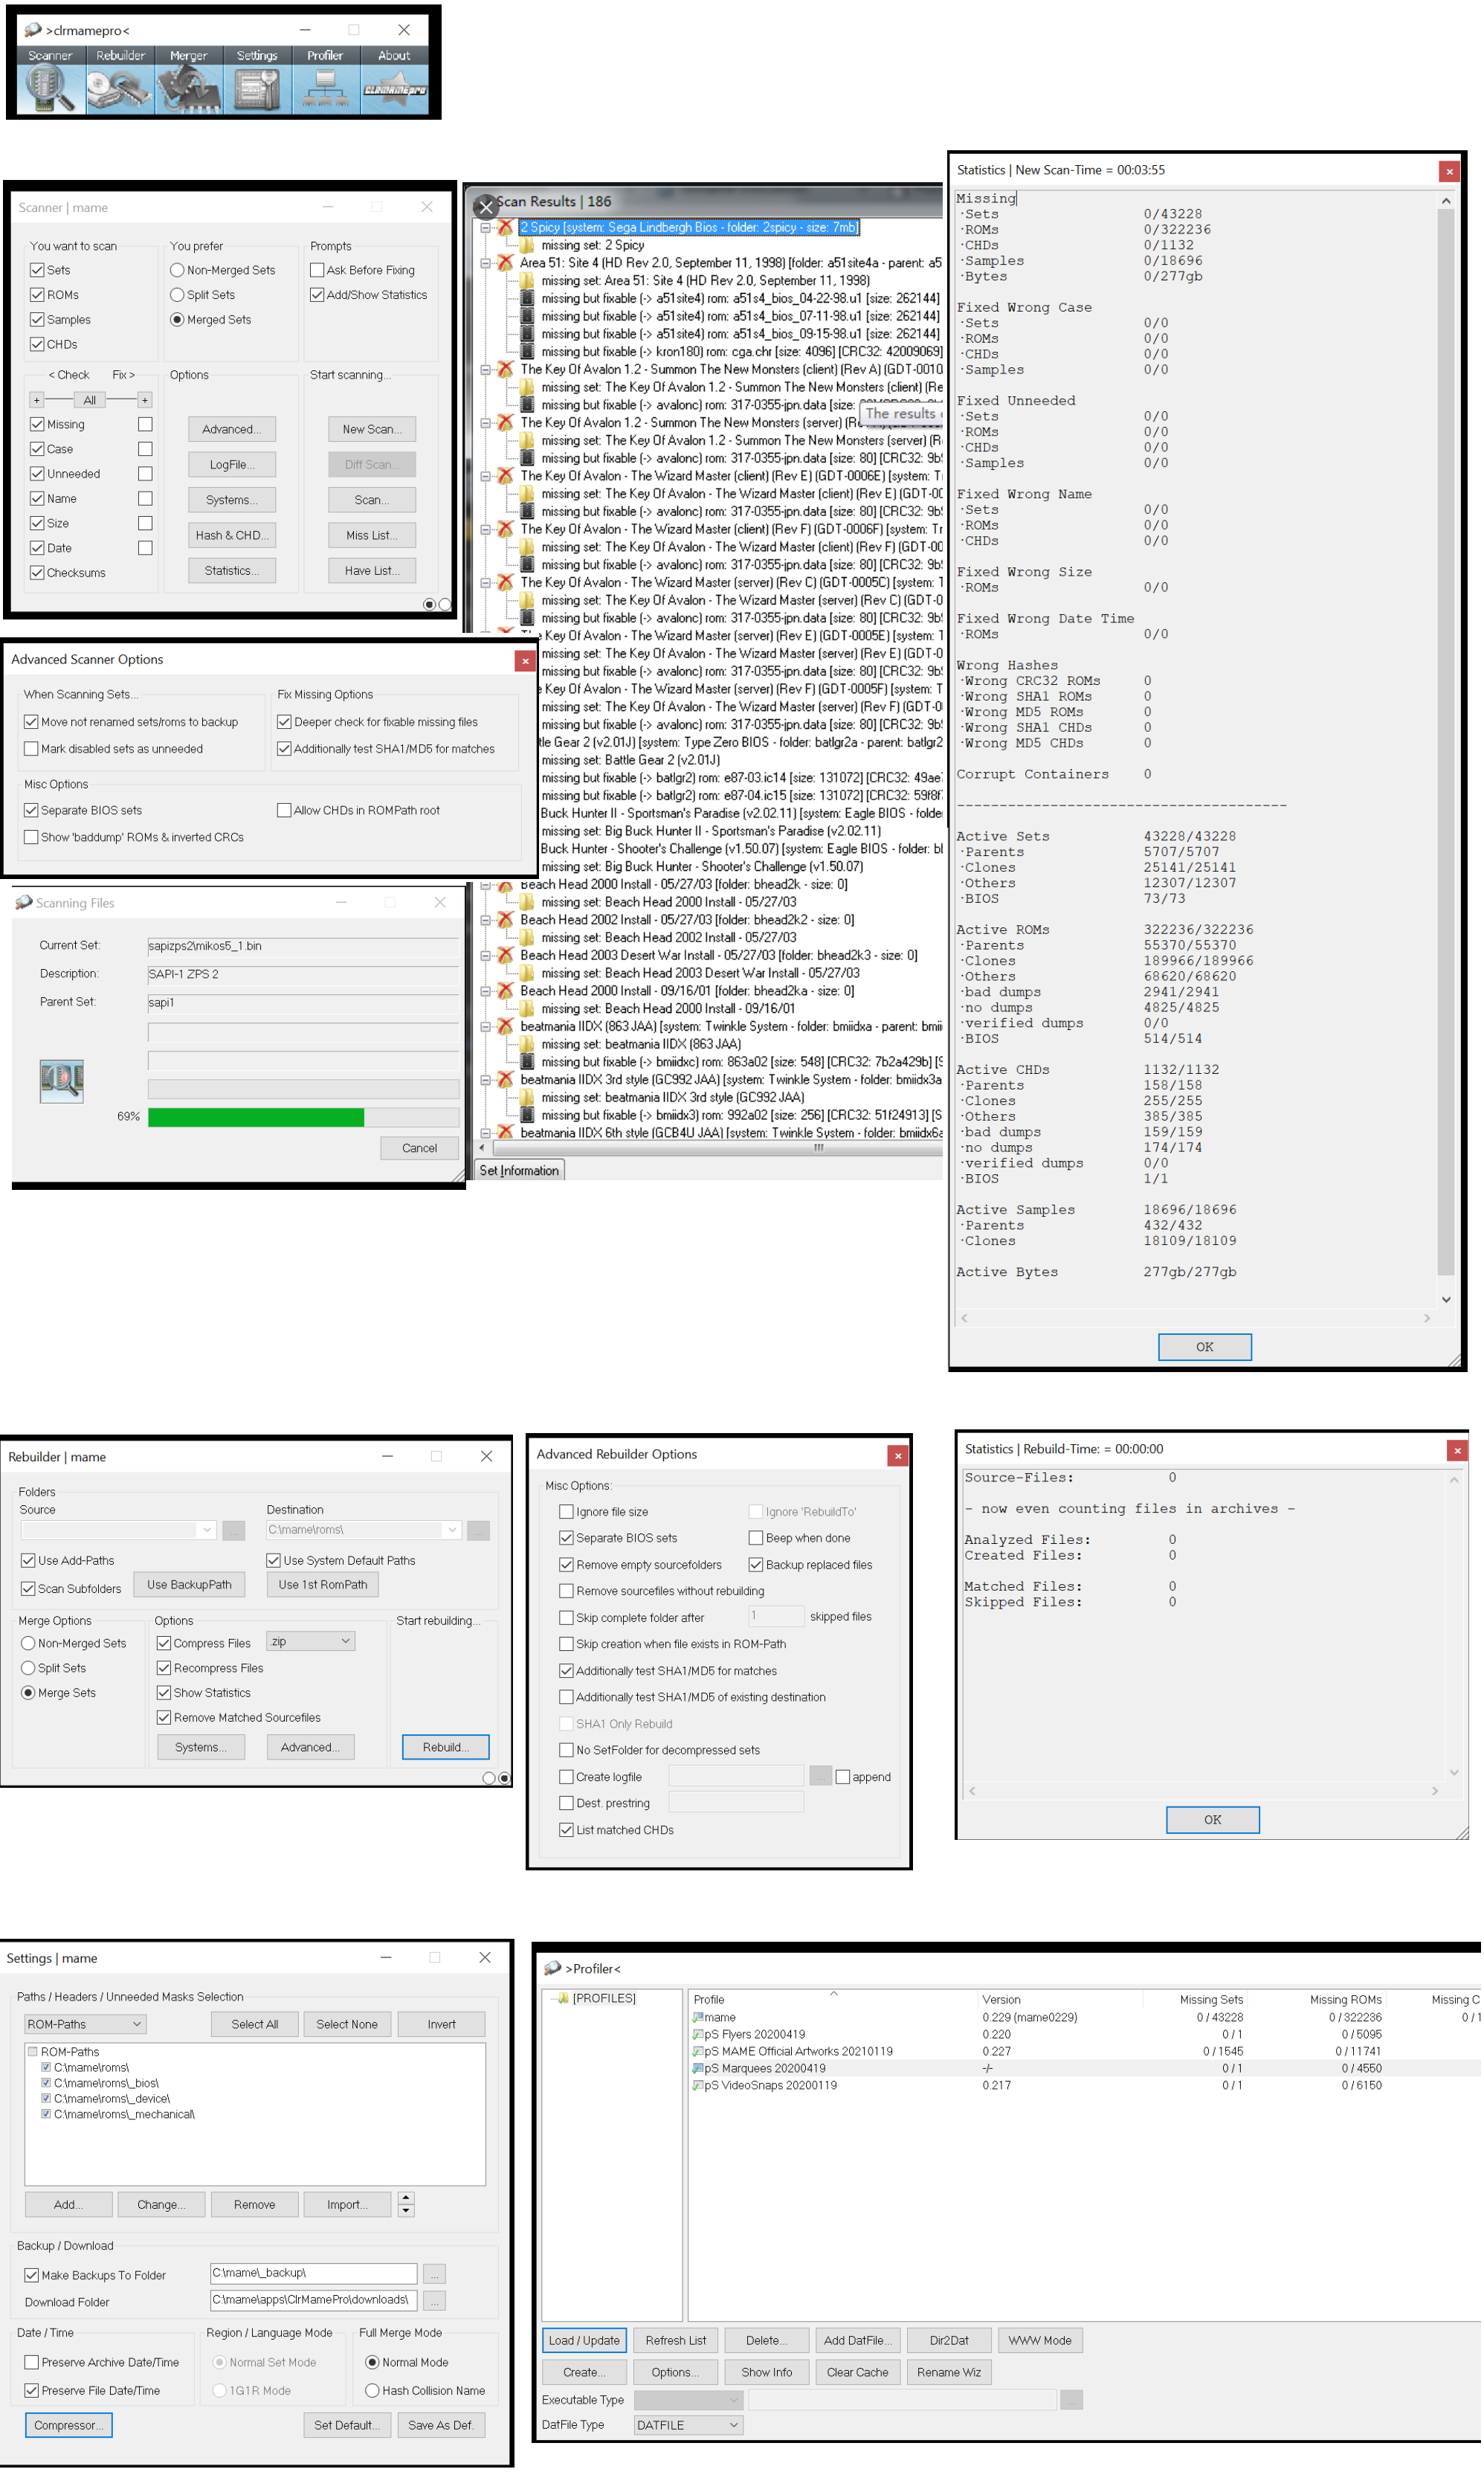 >clrmamepro<
Scanner Rebuilder Merger Settings Profiler About
CLRMAMEpro
Scanner | mame
You want to scan You prefer Prompts
Sets Non-Merged Sets Ask Before Fixing
ROMs Split Sets Add/Show Statistics
Samples Merged Sets
CHDs
< Check Fix > Options Start scanning...
+ All +
Missing Advanced... New Scan...
Case
Unneeded LogFile... Diff Scan...
Name Systems... Scan...
Size
Date Hash & CHD... Miss List...
Checksums Statistics... Have List...
Advanced Scanner Options
When Scanning Sets... Fix Missing Options
Move not renamed sets/roms to backup Deeper check for fixable missing files
Mark disabled sets as unneeded Additionally test SHA1/MD5 for matches
Misc Options
Separate BIOS sets Allow CHDs in ROMPath root
Show 'baddump' ROMs & inverted CRCs
Scanning Files
Current Set: sapizps2\mikos5_1.bin
Description: SAPI-1 ZPS 2
Parent Set: sapi1
69%
Cancel
Scan Results | 186
2 Spicy [system: Sega Lindbergh Bios - folder: 2spicy - size: 7mb]
missing set: 2 Spicy
Area 51: Site 4 (HD Rev 2.0, September 11, 1998) [folder: a51site4a - parent: a5
missing set: Area 51: Site 4 (HD Rev 2.0, September 11, 1998)
missing but fixable (-> a51site4) rom: a51s4_bios_04-22-98.u1 [size: 262144]
missing but fixable (-> a51site4) rom: a51s4_bios_07-11-98.u1 [size: 262144]
missing but fixable (-> a51site4) rom: a51s4_bios_09-15-98.u1 [size: 262144]
missing but fixable (-> kron180) rom: cga.chr [size: 4096] [CRC32: 42009069]
The Key Of Avalon 1.2 - Summon The New Monsters (client) (Rev A) (GDT-0010
missing set: The Key Of Avalon 1.2 - Summon The New Monsters (client) (Re
missing but fixable (-> avalonc) rom: 317-0355-jpn.data [size:
The results
The Key Of Avalon 1.2 - Summon The New Monsters (server) (R
missing set: The Key Of Avalon 1.2 - Summon The New Monsters (server) (R
missing but fixable (-> avalonc) rom: 317-0355-jpn.data [size: 80] [CRC32: 9b
The Key Of Avalon - The Wizard Master (client) (Rev E) (GDT-0006E) [system: Tr
missing set: The Key Of Avalon - The Wizard Master (client) (Rev E) (GDT-00
missing but fixable (-> avalonc) rom: 317-0355-jpn.data [size: 80] [CRC32: 9b
The Key Of Avalon - The Wizard Master (client) (Rev F) (GDT-0006F) [system: Tr
missing set: The Key Of Avalon - The Wizard Master (client) (Rev F) (GDT-00
missing but fixable (-> avalonc) rom: 317-0355-jpn.data [size: 80] [CRC32: 9b
The Key Of Avalon - The Wizard Master (server) (Rev C) (GDT-0005C) [system: T
missing set: The Key Of Avalon - The Wizard Master (server) (Rev C) (GDT-0
missing but fixable (-> avalonc) rom: 317-0355-jpn.data [size: 80] [CRC32: 9b
Key Of Avalon - The Wizard Master (server) (Rev E) (GDT-0005E) [system: T
missing set: The Key Of Avalon - The Wizard Master (server) (Rev E) (GDT-0
missing but fixable (-> avalonc) rom: 317-0355-jpn.data [size: 80] [CRC32: 9b
e Key Of Avalon - The Wizard Master (server) (Rev F) (GDT-0005F) [system: T
missing set: The Key Of Avalon - The Wizard Master (server) (Rev F) (GDT-0
missing but fixable (-> avalonc) rom: 317-0355-jpn.data [size: 80] [CRC32: 9b
tle Gear 2 (v2.01J) [system: Type Zero BIOS - folder: batlgr2a - parent: batlgr2
missing set: Battle Gear 2 (v2.01J)
missing but fixable (-> batlgr2) rom: e87-03.ic14 [size: 131072] [CRC32: 49ae
missing but fixable (-> batlgr2) rom: e87-04.ic15 [size: 131072] [CRC32: 59f8f
Buck Hunter II - Sportsman's Paradise (v2.02.11) [system: Eagle BIOS - folde
missing set: Big Buck Hunter II - Sportsman's Paradise (v2.02.11)
Buck Hunter - Shooter's Challenge (v1.50.07) [system: Eagle BIOS - folder: bl
missing set: Big Buck Hunter - Shooter's Challenge (v1.50.07)
Beach Head 2000 Install - 05/27/03 [folder: bhead2k - size: 0]
missing set: Beach Head 2000 Install - 05/27/03
Beach Head 2002 Install - 05/27/03 [folder: bhead2k2 - size: 0]
missing set: Beach Head 2002 Install - 05/27/03
Beach Head 2003 Desert War Install - 05/27/03 [folder: bhead2k3 - size: 0]
missing set: Beach Head 2003 Desert War Install - 05/27/03
Beach Head 2000 Install - 09/16/01 [folder: bhead2ka - size: 0]
missing set: Beach Head 2000 Install - 09/16/01
beatmania IIDX (863 JAA) [system: Twinkle System - folder: bmiidxa - parent: bmii
missing set: beatmania IIDX (863 JAA)
missing but fixable (-> bmiidxc) rom: 863a02 [size: 548] [CRC32: 7b2a429b] [S
beatmania IIDX 3rd style (GC992 JAA) [system: Twinkle System - folder: bmiidx3a
missing set: beatmania IIDX 3rd style (GC992 JAA)
missing but fixable (-> bmiidx3) rom: 992a02 [size: 256] [CRC32: 51f24913] [S
beatmania IIDX 6th style (GCB4U JAA) [system: Twinkle System - folder: bmiidx6a
Set Information
Statistics | New Scan-Time = 00:03:55
Missing
·Sets 0/43228
·ROMs 0/322236
·CHDs 0/1132
·Samples 0/18696
·Bytes 0/277gb
Fixed Wrong Case
·Sets 0/0
·ROMs 0/0
·CHDs 0/0
·Samples 0/0
Fixed Unneeded
·Sets 0/0
·ROMs 0/0
·CHDs 0/0
·Samples 0/0
Fixed Wrong Name
·Sets 0/0
·ROMs 0/0
·CHDs 0/0
Fixed Wrong Size
·ROMs 0/0
Fixed Wrong Date Time
·ROMs 0/0
Wrong Hashes
·Wrong CRC32 ROMs 0
·Wrong SHA1 ROMs 0
·Wrong MD5 ROMs 0
·Wrong SHA1 CHDs 0
·Wrong MD5 CHDs 0
Corrupt Containers 0
---------------------------------------
Active Sets 43228/43228
·Parents 5707/5707
·Clones 25141/25141
·Others 12307/12307
·BIOS 73/73
Active ROMs 322236/322236
·Parents 55370/55370
·Clones 189966/189966
·Others 68620/68620
·bad dumps 2941/2941
·no dumps 4825/4825
·verified dumps 0/0
·BIOS 514/514
Active CHDs 1132/1132
·Parents 158/158
·Clones 255/255
·Others 385/385
·bad dumps 159/159
·no dumps 174/174
·verified dumps 0/0
·BIOS 1/1
Active Samples 18696/18696
·Parents 432/432
·Clones 18109/18109
Active Bytes 277gb/277gb
OK
Rebuilder | mame
Folders
Source Destination
C:\mame\roms\
Use Add-Paths Use System Default Paths
Scan Subfolders Use BackupPath Use 1st RomPath
Merge Options Options Start rebuilding...
Non-Merged Sets Compress Files .zip
Split Sets Recompress Files
Merge Sets Show Statistics
Remove Matched Sourcefiles
Systems... Advanced... Rebuild...
Advanced Rebuilder Options
Misc Options:
Ignore file size Ignore 'RebuildTo'
Separate BIOS sets Beep when done
Remove empty sourcefolders Backup replaced files
Remove sourcefiles without rebuilding
Skip complete folder after 1 skipped files
Skip creation when file exists in ROM-Path
Additionally test SHA1/MD5 for matches
Additionally test SHA1/MD5 of existing destination
SHA1 Only Rebuild
No SetFolder for decompressed sets
Create logfile ... append
Dest. prestring
List matched CHDs
Statistics | Rebuild-Time: = 00:00:00
Source-Files: 0
- now even counting files in archives -
Analyzed Files: 0
Created Files: 0
Matched Files: 0
Skipped Files: 0
OK
Settings | mame
Paths / Headers / Unneeded Masks Selection
ROM-Paths Select All Select None Invert
ROM-Paths
C:\mame\roms\
C:\mame\roms\_bios\
C:\mame\roms\_device\
C:\mame\roms\_mechanical\
Add... Change... Remove Import...
Backup / Download
Make Backups To Folder C:\mame\_backup\ ...
Download Folder C:\mame\apps\ClrMamePro\downloads\ ...
Date / Time Region / Language Mode Full Merge Mode
Preserve Archive Date/Time Normal Set Mode Normal Mode
Preserve File Date/Time 1G1R Mode Hash Collision Name
Compressor... Set Default... Save As Def.
>Profiler<
[PROFILES]
Profile Version Missing Sets Missing ROMs Missing C
mame 0.229 (mame0229) 0 / 43228 0 / 322236 0 / 1
pS Flyers 20200419 0.220 0 / 1 0 / 5095
pS MAME Official Artworks 20210119 0.227 0 / 1545 0 / 11741
pS Marquees 20200419 -/- 0 / 1 0 / 4550
pS VideoSnaps 20200119 0.217 0 / 1 0 / 6150
Load / Update Refresh List Delete... Add DatFile... Dir2Dat WWW Mode
Create... Options... Show Info Clear Cache Rename Wiz
Executable Type ...
DatFile Type DATFILE